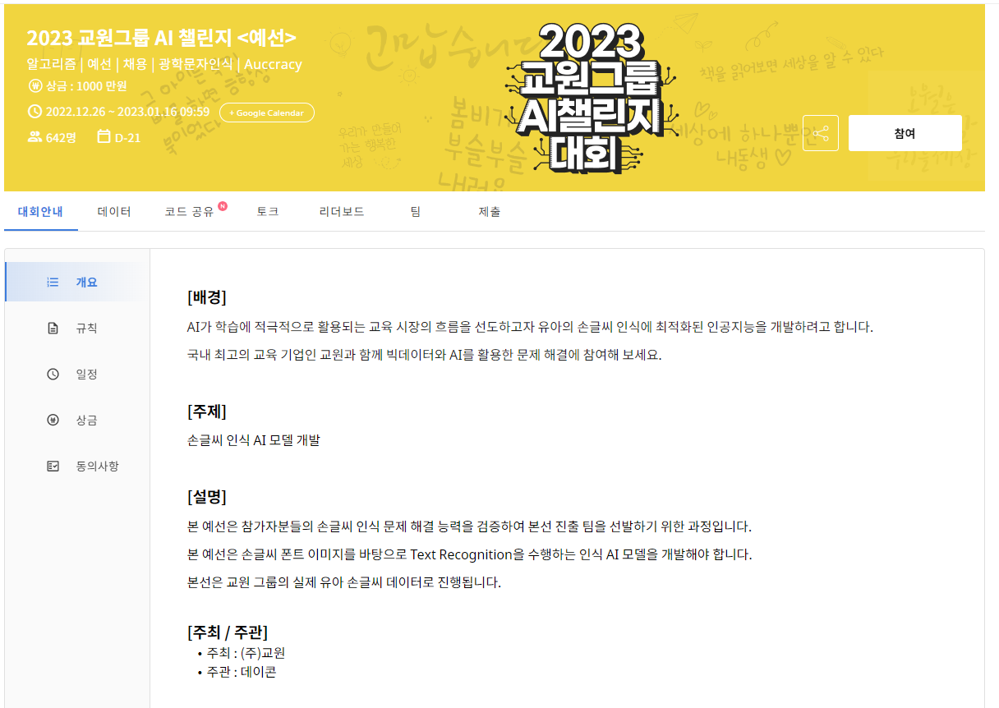 2023 교원그룹 AI 챌린지 <예선>
알고리즘 | 예선 | 채용 | 광학문자인식 | Auccracy
상금 : 1000 만원
2022.12.26 ~ 2023.01.16 09:59
+ Google Calendar
642명
D-21
고맙습니다
봄비가
부슬부슬
내려요
우리가 만들어
가는 행복한
세상
2023
교원그룹
AI챌린지
대회
책을 읽어보면 세상을 알 수 있다
세상에 하나뿐인
내동생
참여
대회안내
데이터
코드 공유
N
토크
리더보드
팀
제출
개요
규칙
일정
상금
동의사항
[배경]
AI가 학습에 적극적으로 활용되는 교육 시장의 흐름을 선도하고자 유아의 손글씨 인식에 최적화된 인공지능을 개발하려고 합니다.
국내 최고의 교육 기업인 교원과 함께 빅데이터와 AI를 활용한 문제 해결에 참여해 보세요.
[주제]
손글씨 인식 AI 모델 개발
[설명]
본 예선은 참가자분들의 손글씨 인식 문제 해결 능력을 검증하여 본선 진출 팀을 선발하기 위한 과정입니다.
본 예선은 손글씨 폰트 이미지를 바탕으로 Text Recognition을 수행하는 인식 AI 모델을 개발해야 합니다.
본선은 교원 그룹의 실제 유아 손글씨 데이터로 진행됩니다.
[주최 / 주관]
• 주최 : (주)교원
• 주관 : 데이콘